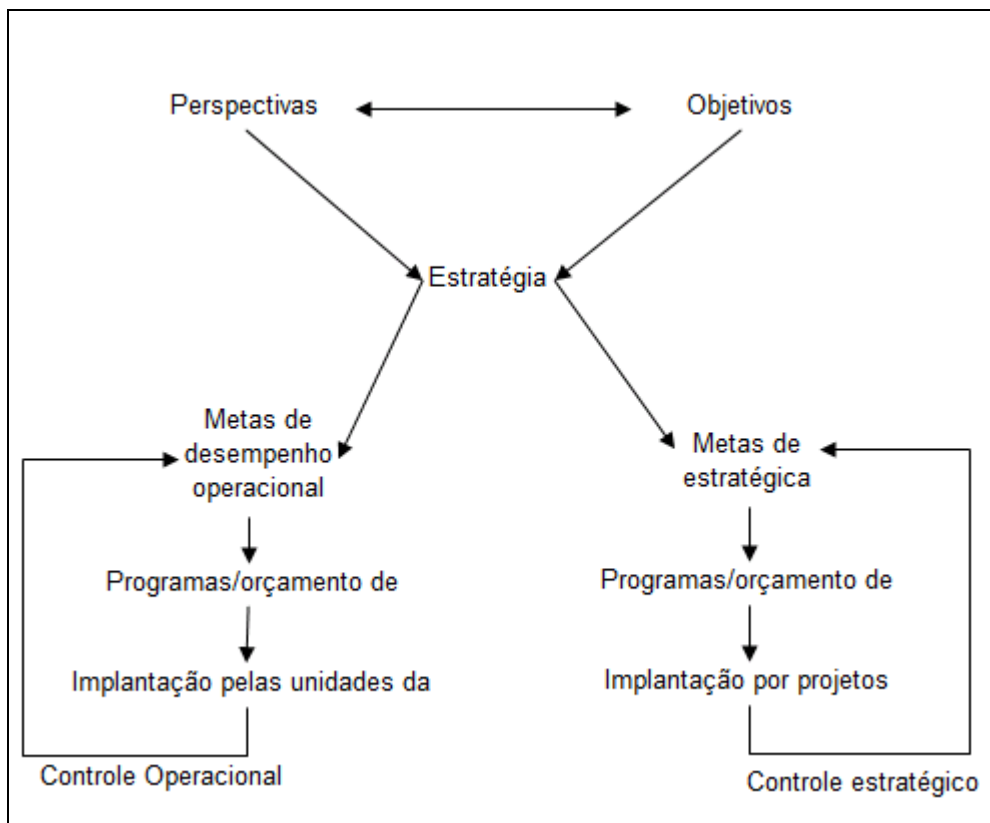 Perspectivas
Objetivos
Estratégia
Metas de
desempenho
operacional
Programas/orçamento de
Implantação pelas unidades da
Controle Operacional
Metas de
estratégica
Programas/orçamento de
Implantação por projetos
Controle estratégico